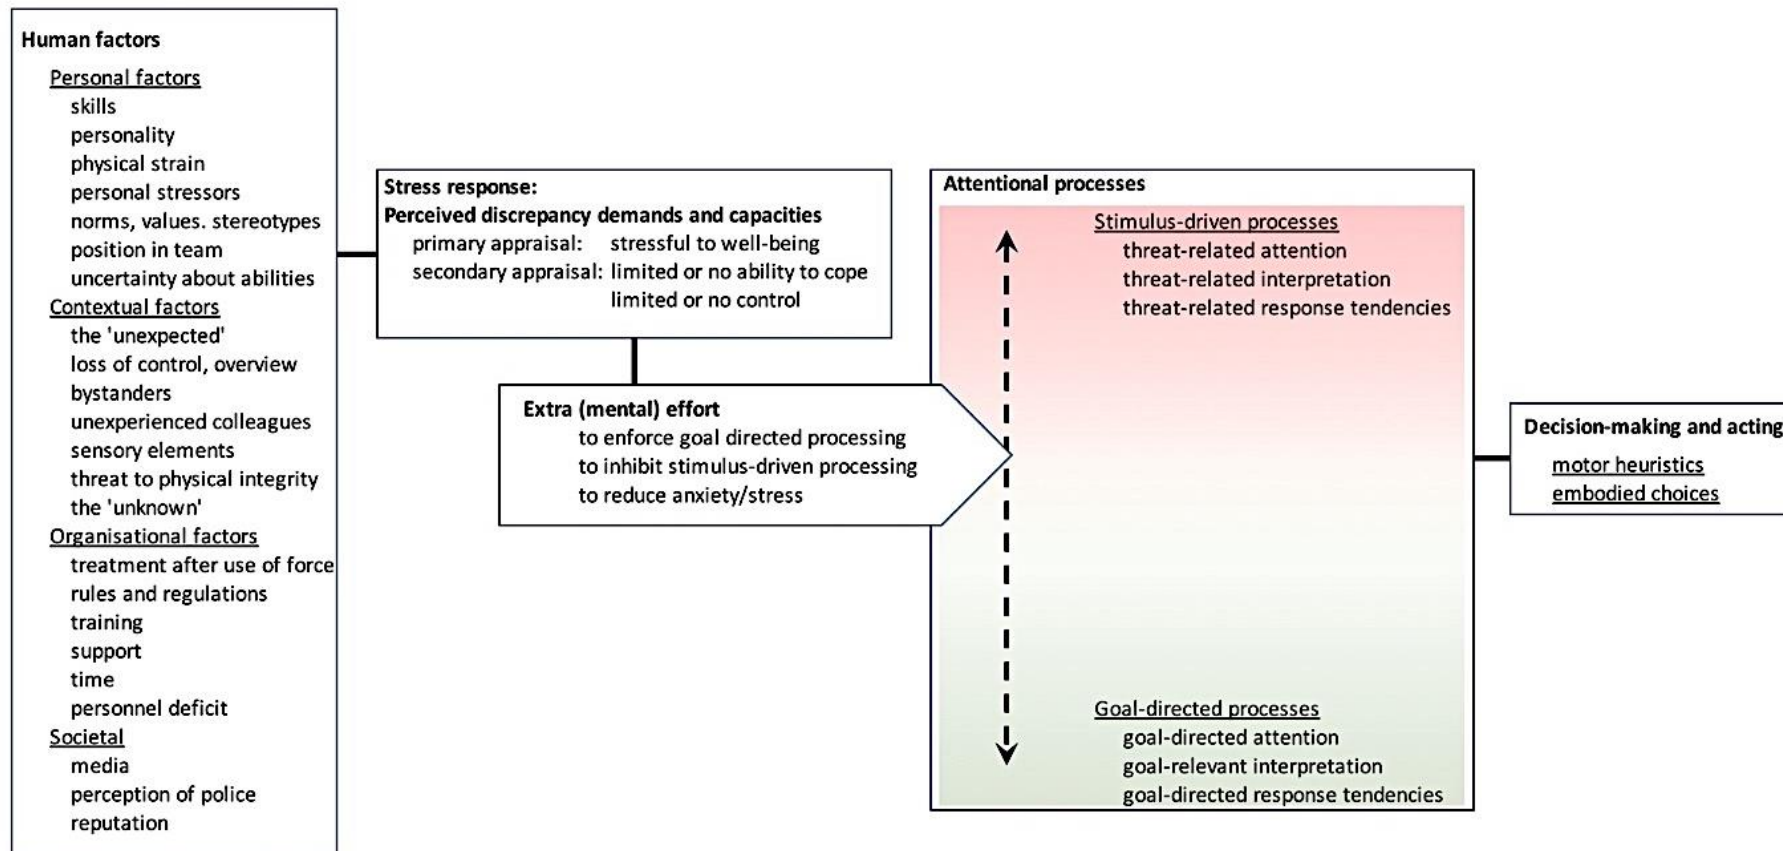 Human factors
Personal factors
skills
personality
physical strain
personal stressors
norms, values. stereotypes
position in team
uncertainty about abilities
Contextual factors
the 'unexpected'
loss of control, overview
bystanders
unexperienced colleagues
sensory elements
threat to physical integrity
the 'unknown'
Organisational factors
treatment after use of force
rules and regulations
training
support
time
personnel deficit
Societal
media
perception of police
reputation
Stress response:
Perceived discrepancy demands and capacities
primary appraisal: stressful to well-being
secondary appraisal: limited or no ability to cope
limited or no control
Extra (mental) effort
to enforce goal directed processing
to inhibit stimulus-driven processing
to reduce anxiety/stress
Attentional processes
Stimulus-driven processes
threat-related attention
threat-related interpretation
threat-related response tendencies
Goal-directed processes
goal-directed attention
goal-relevant interpretation
goal-directed response tendencies
Decision-making and acting
motor heuristics
embodied choices